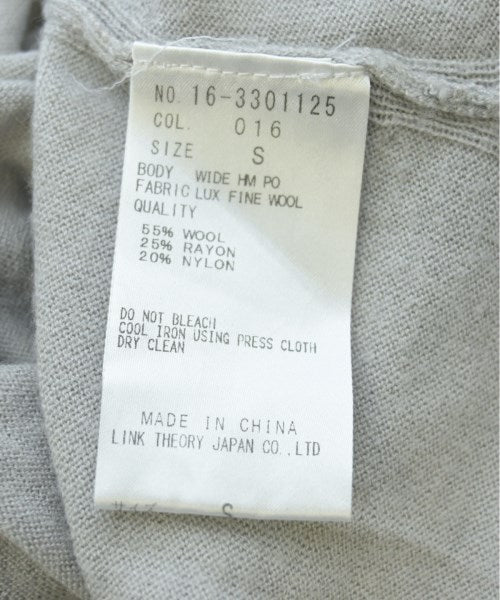 NO. 16-3301125
COL. 016
SIZE S
BODY WIDE HM PO
FABRIC LUX FINE WOOL
QUALITY
55% WOOL
25% RAYON
20% NYLON
DO NOT BLEACH
COOL IRON USING PRESS CLOTH
DRY CLEAN
MADE IN CHINA
LINK THEORY JAPAN CO.,LTD
S